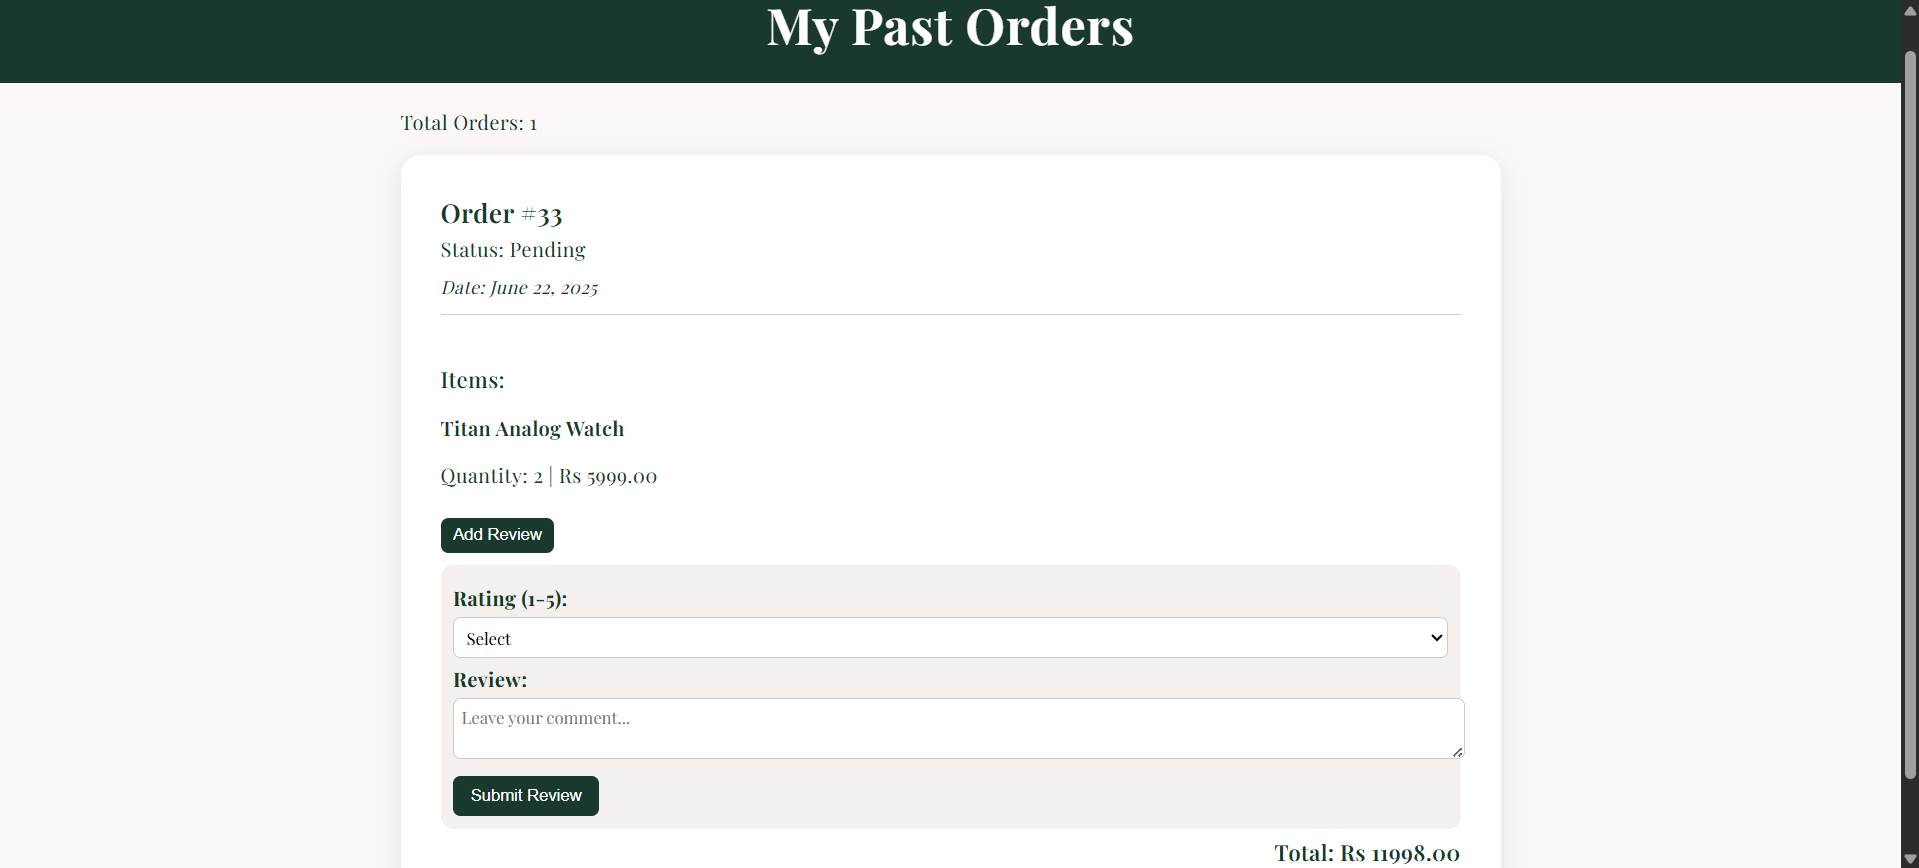 My Past Orders
Total Orders: 1
Order #33
Status: Pending
Date: June 22, 2025
Items:
Titan Analog Watch
Quantity: 2 | Rs 5999.00
Add Review
Rating (1-5):
Select
Review:
Leave your comment...
Submit Review
Total: Rs 11998.00